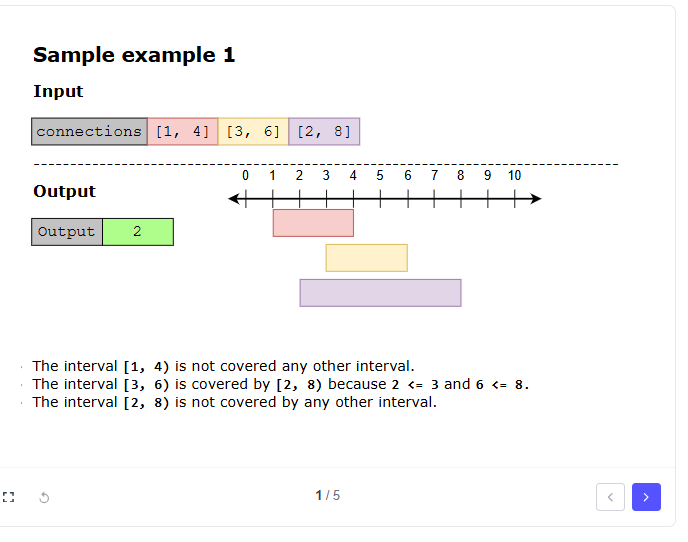 Sample example 1
Input
connections [1, 4] [3, 6] [2, 8]
--------------------------------------------------------------------------------
0 1 2 3 4 5 6 7 8 9 10
Output
Output 2
The interval [1, 4) is not covered any other interval.
The interval [3, 6) is covered by [2, 8) because 2 <= 3 and 6 <= 8.
The interval [2, 8) is not covered by any other interval.
1 / 5